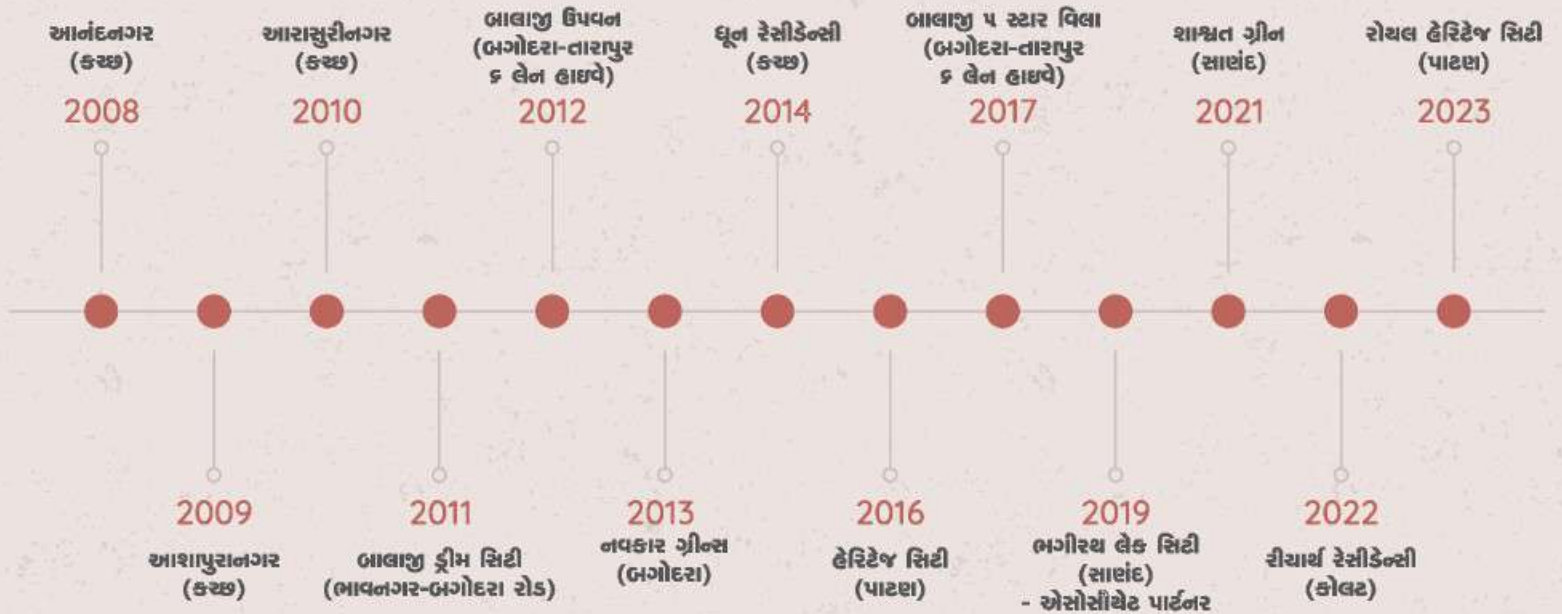 આનંદનગર
(કચ્છ)
2008
આરાસુરીનગર
(કચ્છ)
2010
બાલાજી ઉપવન
(બગોદરા-તારાપુર
૬ લેન હાઇવે)
2012
ધૂન રેસીડેન્સી
(કચ્છ)
2014
બાલાજી ૫ સ્ટાર વિલા
(બગોદરા-તારાપુર
૬ લેન હાઇવે)
2017
શાશ્વત ગ્રીન
(સાણંદ)
2021
રોયલ હેરિટેજ સિટી
(પાટણ)
2023
2009
આશાપુરાનગર
(કચ્છ)
2011
બાલાજી ડ્રીમ સિટી
(ભાવનગર-બગોદરા રોડ)
2013
નવકાર ગ્રીન્સ
(બગોદરા)
2016
હેરિટેજ સિટી
(પાટણ)
2019
ભગીરથ લેક સિટી
(સાણંદ)
- એસોસીયેટ પાર્ટનર
2022
રીચાર્થ રેસીડેન્સી
(કોલટ)